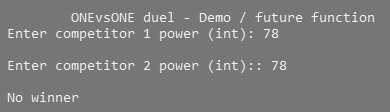 ONEvsONE duel - Demo / future function
Enter competitor 1 power (int): 78
Enter competitor 2 power (int):: 78
No winner